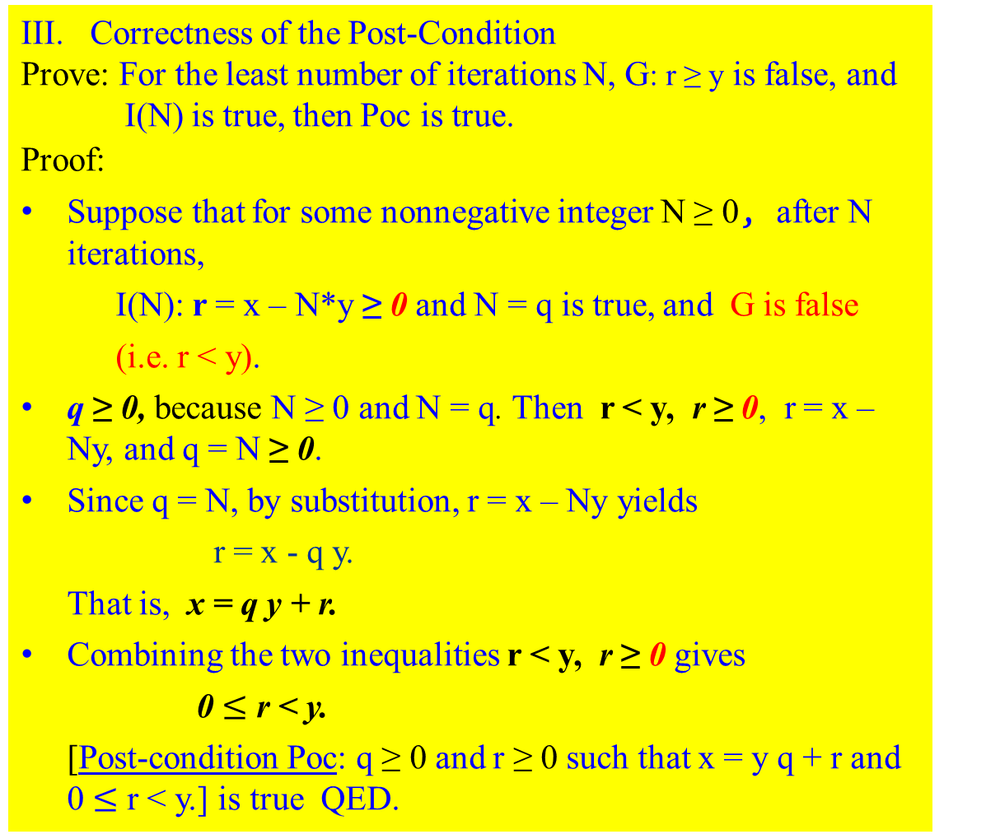 III. Correctness of the Post-Condition
Prove: For the least number of iterations N, G: r ≥ y is false, and
I(N) is true, then Poc is true.
Proof:
• Suppose that for some nonnegative integer N ≥ 0, after N
iterations,
I(N): r = x – N*y ≥ 0 and N = q is true, and G is false
(i.e. r < y).
• q ≥ 0, because N ≥ 0 and N = q. Then r < y, r ≥ 0, r = x –
Ny, and q = N ≥ 0.
• Since q = N, by substitution, r = x – Ny yields
r = x - q y.
That is, x = q y + r.
• Combining the two inequalities r < y, r ≥ 0 gives
0 ≤ r < y.
[Post-condition Poc: q ≥ 0 and r ≥ 0 such that x = y q + r and
0 ≤ r < y.] is true QED.